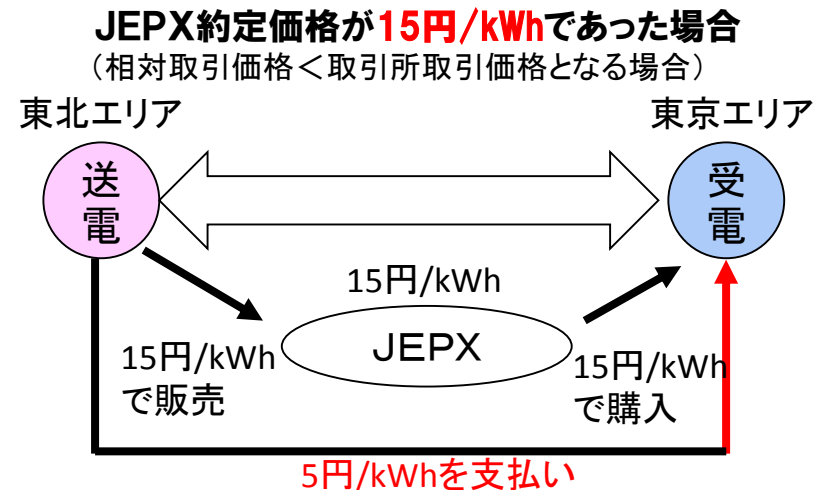 JEPX約定価格が15円/kWhであった場合
（相対取引価格＜取引所取引価格となる場合）
東北エリア
東京エリア
送電
受電
15円/kWh
JEPX
15円/kWh
で販売
15円/kWh
で購入
5円/kWhを支払い